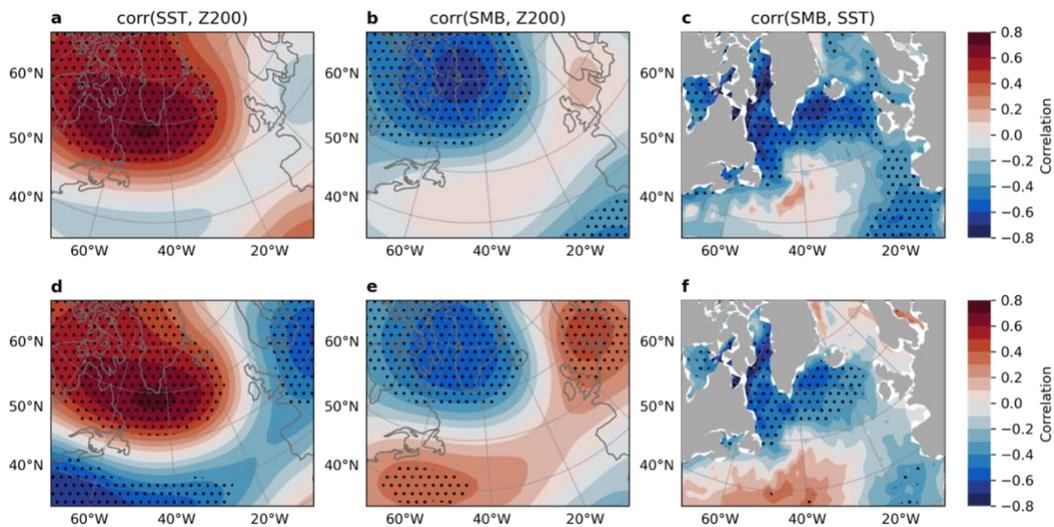 a corr(SST, Z200)
b corr(SMB, Z200)
c corr(SMB, SST)
60°N
50°N
40°N
60°W 40°W 20°W
60°N
50°N
40°N
60°W 40°W 20°W
60°N
50°N
40°N
60°W 40°W 20°W
0.8
0.6
0.4
0.2
0.0
−0.2
−0.4
−0.6
−0.8
Correlation
d
e
f
60°N
50°N
40°N
60°W 40°W 20°W
60°N
50°N
40°N
60°W 40°W 20°W
60°N
50°N
40°N
60°W 40°W 20°W
0.8
0.6
0.4
0.2
0.0
−0.2
−0.4
−0.6
−0.8
Correlation